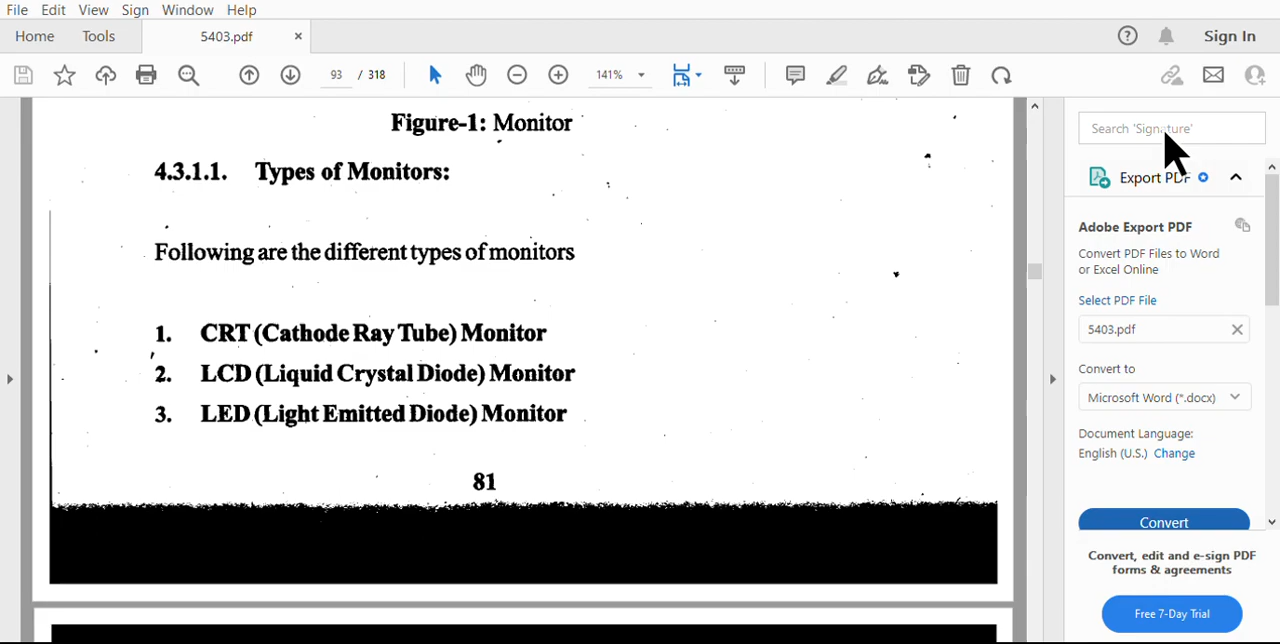 File Edit View Sign Window Help
Home Tools 5403.pdf × ? Sign In
93 / 318 141%
Figure-1: Monitor
4.3.1.1. Types of Monitors:
Following are the different types of monitors
1. CRT (Cathode Ray Tube) Monitor
2. LCD (Liquid Crystal Diode) Monitor
3. LED (Light Emitted Diode) Monitor
81
Search 'Signature'
Export PDF
Adobe Export PDF
Convert PDF Files to Word
or Excel Online
Select PDF File
5403.pdf
Convert to
Microsoft Word (*.docx)
Document Language:
English (U.S.) Change
Convert
Convert, edit and e-sign PDF
forms & agreements
Free 7-Day Trial